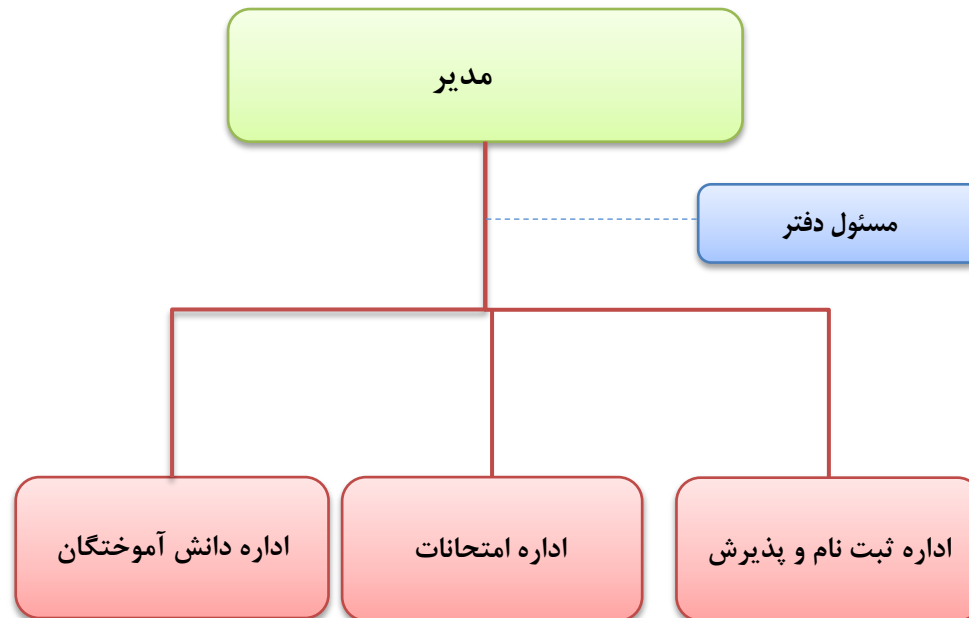 مدیر
مسئول دفتر
اداره ثبت نام و پذیرش
اداره امتحانات
اداره دانش آموختگان